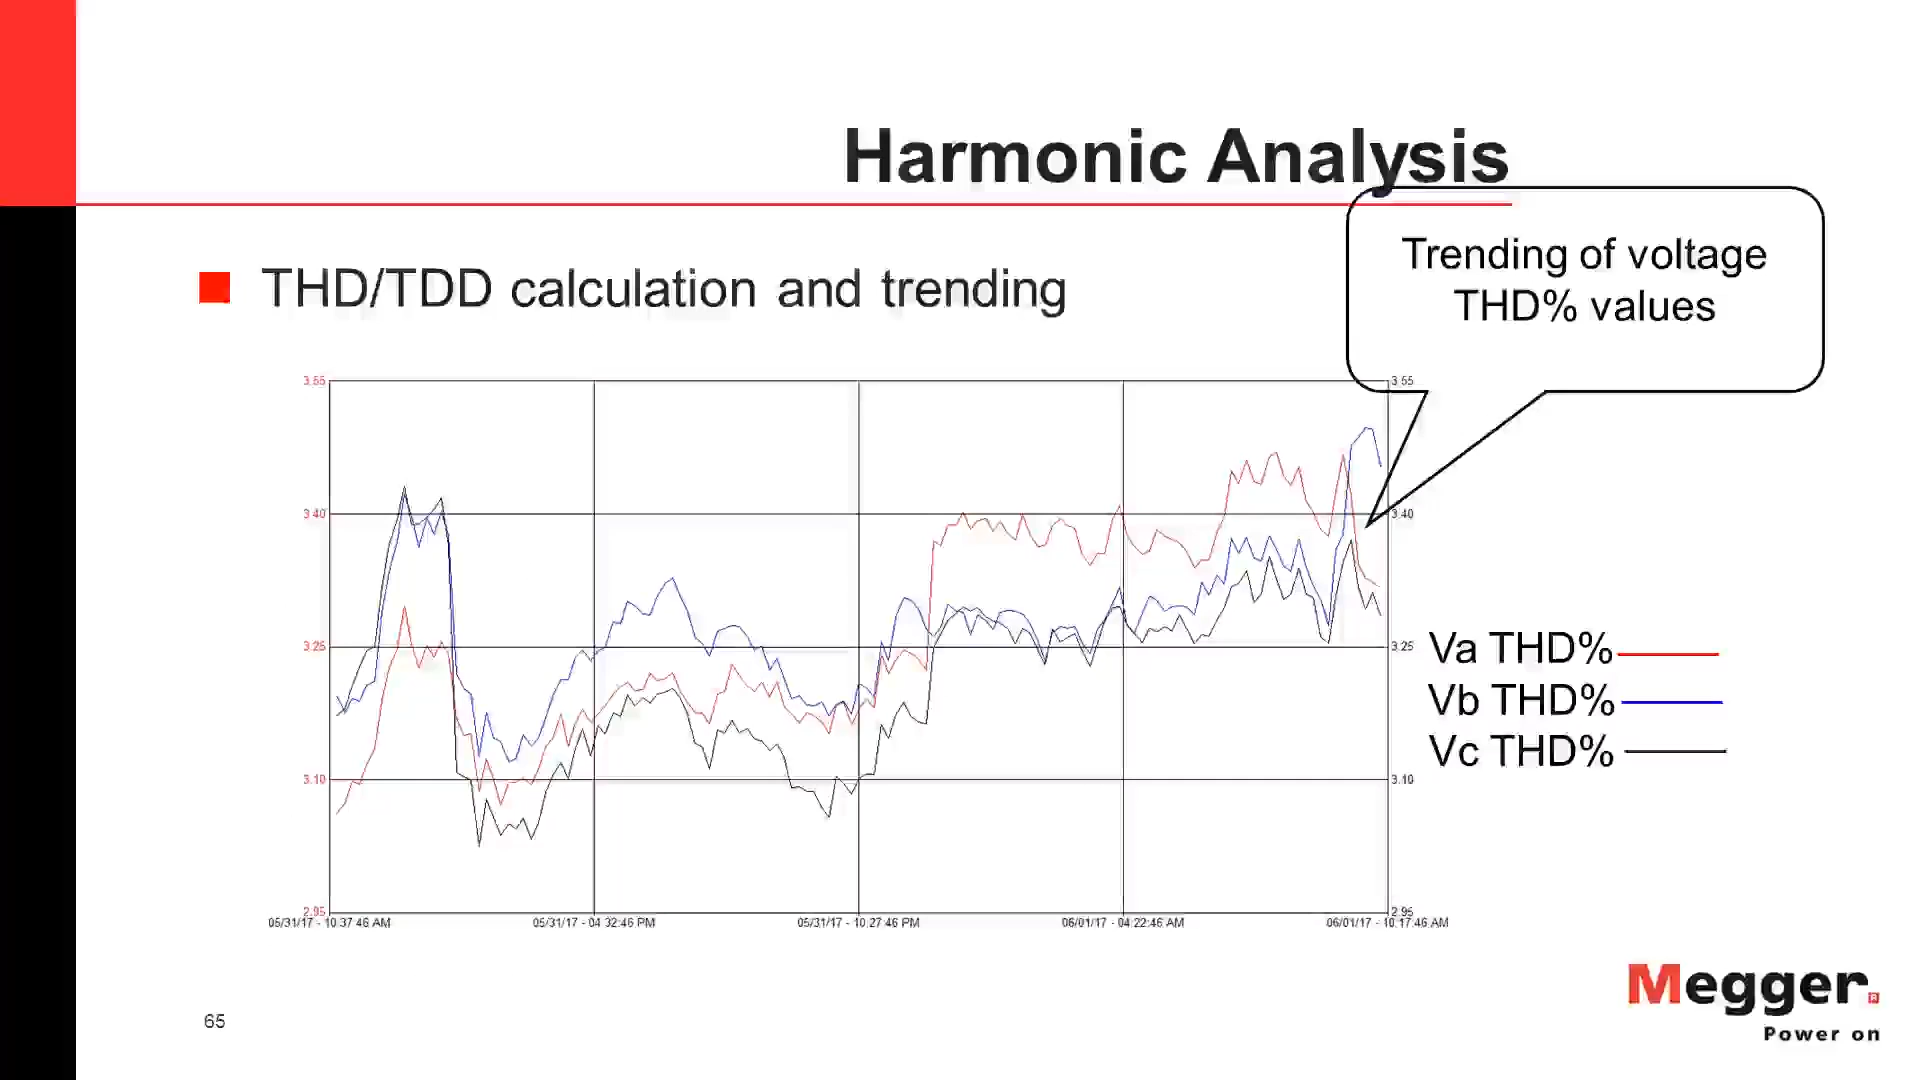 Harmonic Analysis
THD/TDD calculation and trending
Trending of voltage
THD% values
3.55
3.40
3.25
3.10
2.95
3.55
3.40
3.25
3.10
2.95
05/31/17 - 10:37:46 AM
05/31/17 - 04:32:46 PM
05/31/17 - 10:27:46 PM
06/01/17 - 04:22:46 AM
06/01/17 - 10:17:46 AM
Va THD%
Vb THD%
Vc THD%
Megger®
Power on
65